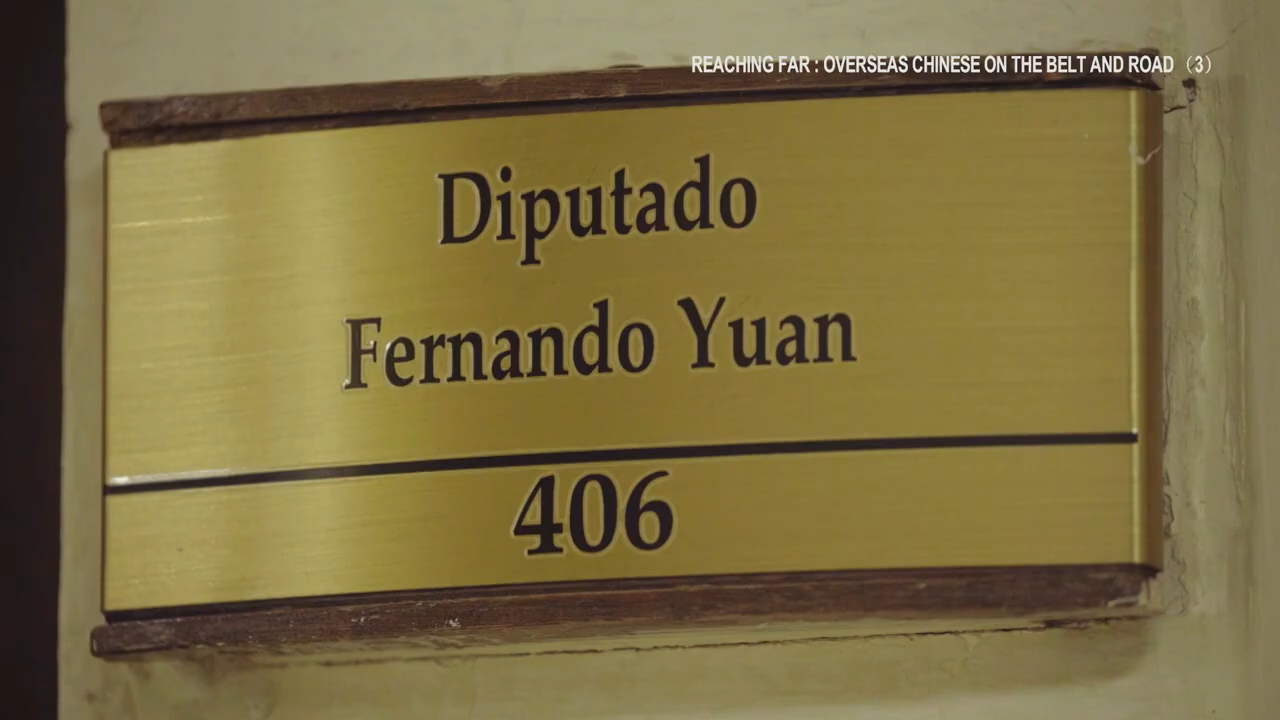 REACHING FAR : OVERSEAS CHINESE ON THE BELT AND ROAD （3）
Diputado
Fernando Yuan
406